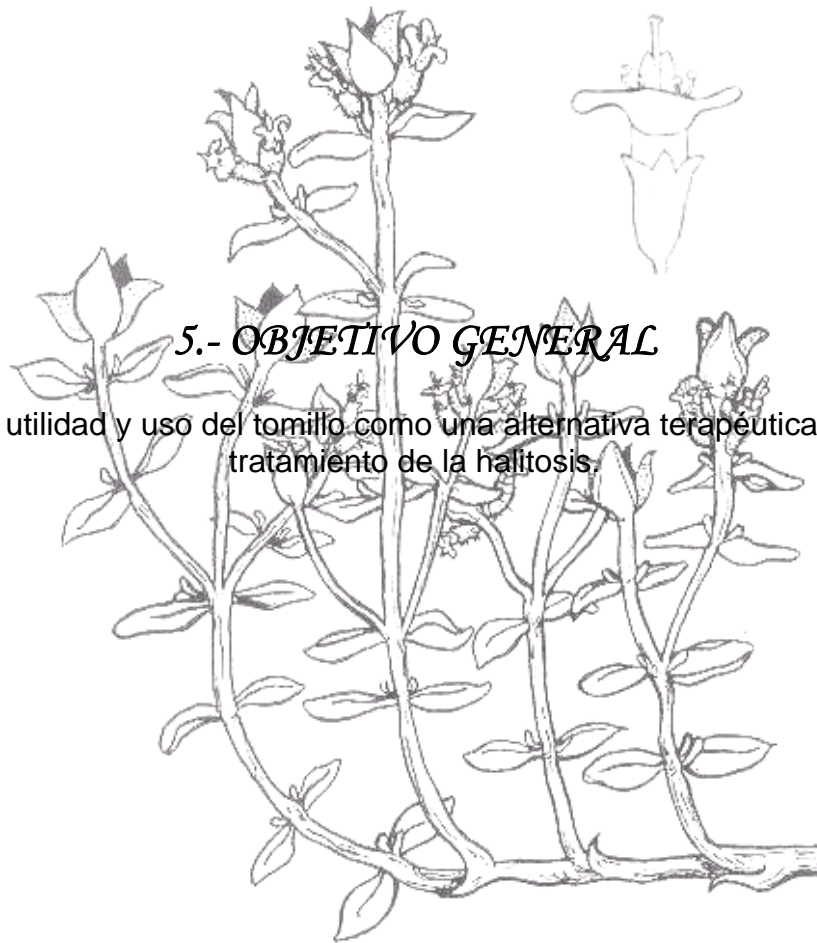 5.- OBJETIVO GENERAL
utilidad y uso del tomillo como una alternativa terapéutica
tratamiento de la halitosis.